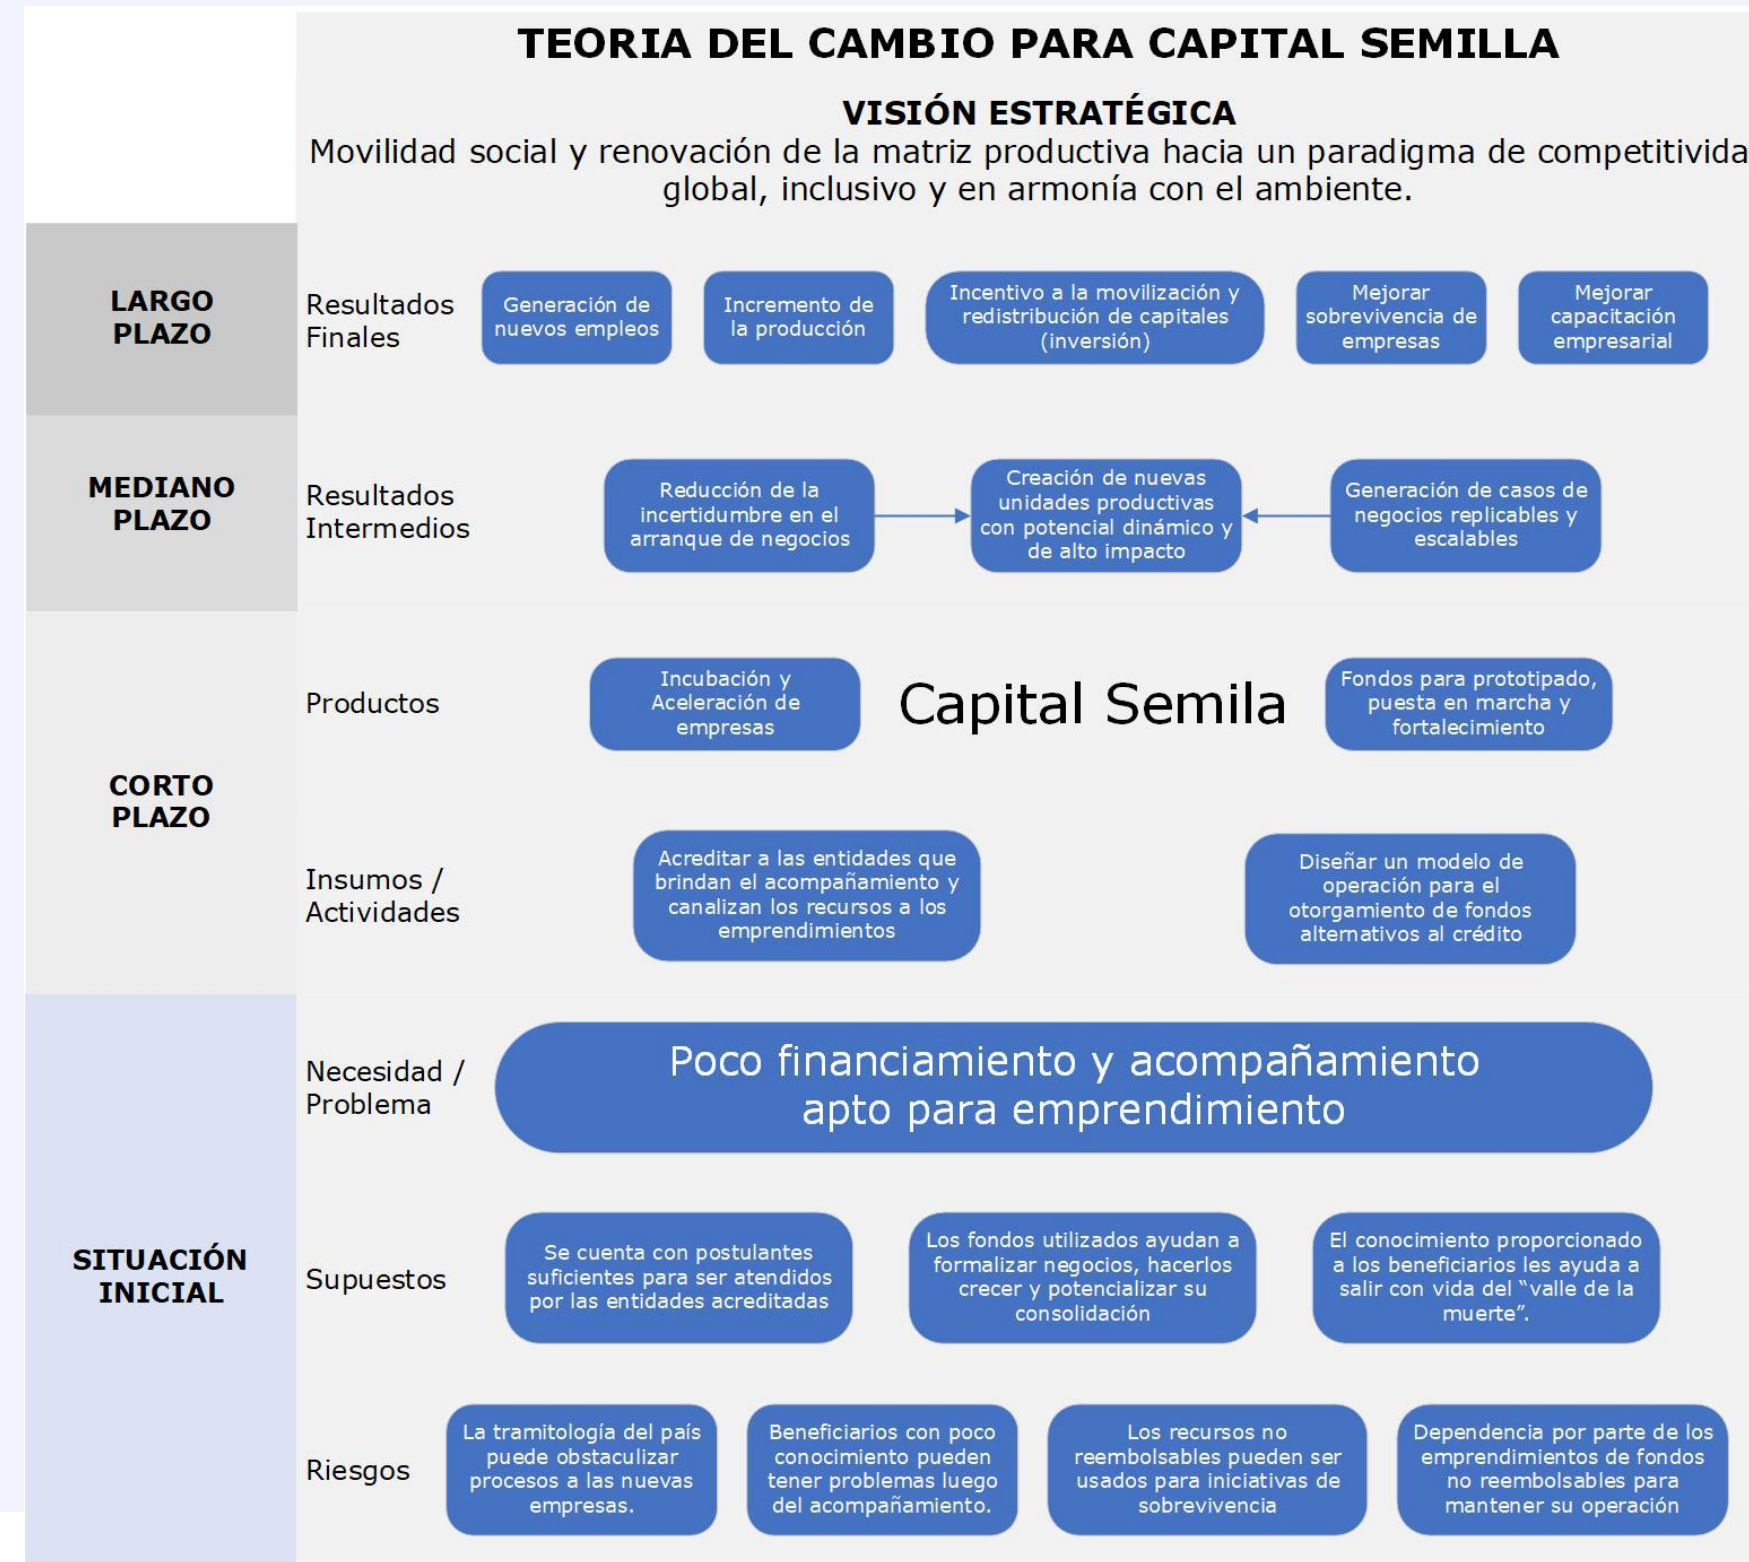 TEORIA DEL CAMBIO PARA CAPITAL SEMILLA
VISIÓN ESTRATÉGICA
Movilidad social y renovación de la matriz productiva hacia un paradigma de competitivida
global, inclusivo y en armonía con el ambiente.
LARGO
PLAZO
Resultados
Finales
Generación de
nuevos empleos
Incremento de
la producción
Incentivo a la movilización y
redistribución de capitales
(inversión)
Mejorar
sobrevivencia de
empresas
Mejorar
capacitación
empresarial
MEDIANO
PLAZO
Resultados
Intermedios
Reducción de la
incertidumbre en el
arranque de negocios
Creación de nuevas
unidades productivas
con potencial dinámico y
de alto impacto
Generación de casos de
negocios replicables y
escalables
CORTO
PLAZO
Productos
Incubación y
Aceleración de
empresas
Capital Semila
Fondos para prototipado,
puesta en marcha y
fortalecimiento
Insumos /
Actividades
Acreditar a las entidades que
brindan el acompañamiento y
canalizan los recursos a los
emprendimientos
Diseñar un modelo de
operación para el
otorgamiento de fondos
alternativos al crédito
SITUACIÓN
INICIAL
Necesidad /
Problema
Poco financiamiento y acompañamiento
apto para emprendimiento
Supuestos
Se cuenta con postulantes
suficientes para ser atendidos
por las entidades acreditadas
Los fondos utilizados ayudan a
formalizar negocios, hacerlos
crecer y potencializar su
consolidación
El conocimiento proporcionado
a los beneficiarios les ayuda a
salir con vida del “valle de la
muerte”.
Riesgos
La tramitología del país
puede obstaculizar
procesos a las nuevas
empresas.
Beneficiarios con poco
conocimiento pueden
tener problemas luego
del acompañamiento.
Los recursos no
reembolsables pueden ser
usados para iniciativas de
sobrevivencia
Dependencia por parte de los
emprendimientos de fondos
no reembolsables para
mantener su operación